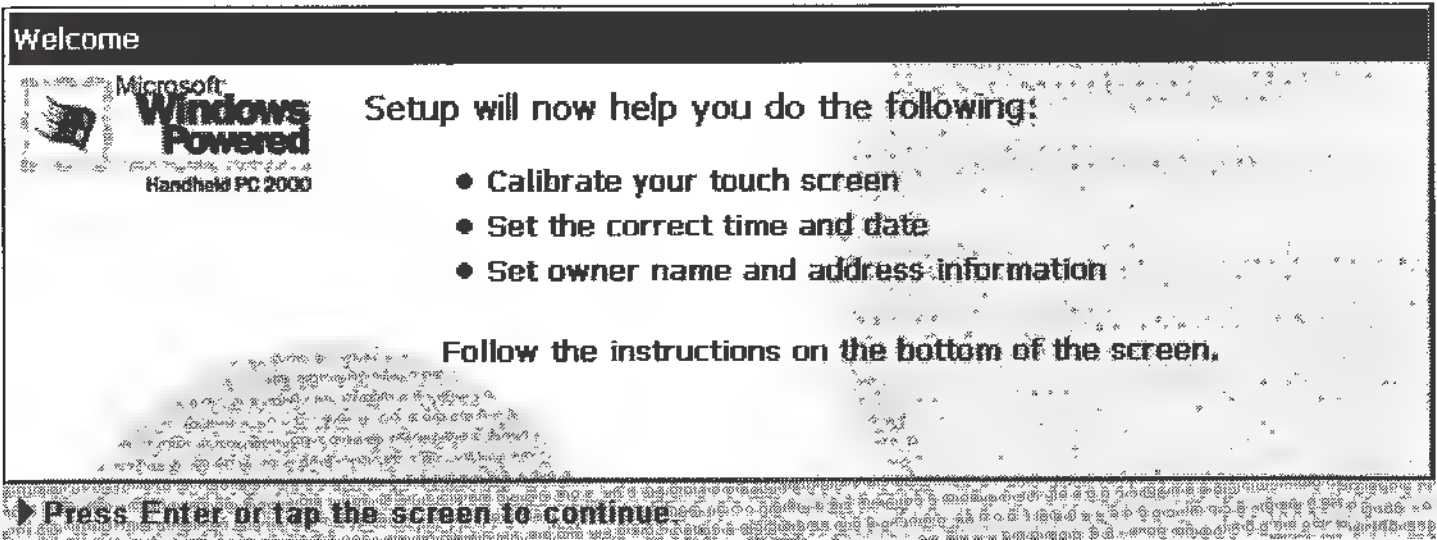 Welcome
Microsoft
Windows
Powered
Handheld PC 2000
Setup will now help you do the following:
• Calibrate your touch screen
• Set the correct time and date
• Set owner name and address information
Follow the instructions on the bottom of the screen.
Press Enter or tap the screen to continue.